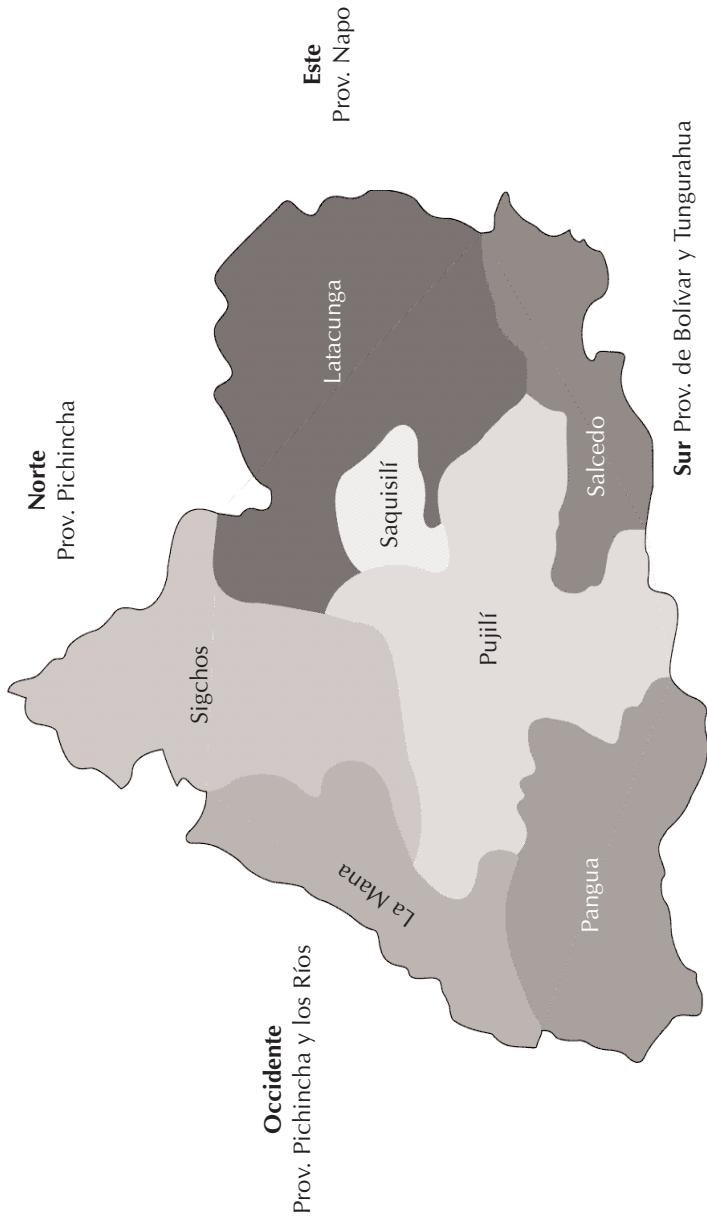 Norte
Prov. Pichincha
Occidente
Prov. Pichincha y los Ríos
Este
Prov. Napo
Sigchos
La Mana
Latacunga
Saquisilí
Pujilí
Salcedo
Pangua
Sur Prov. de Bolívar y Tungurahua